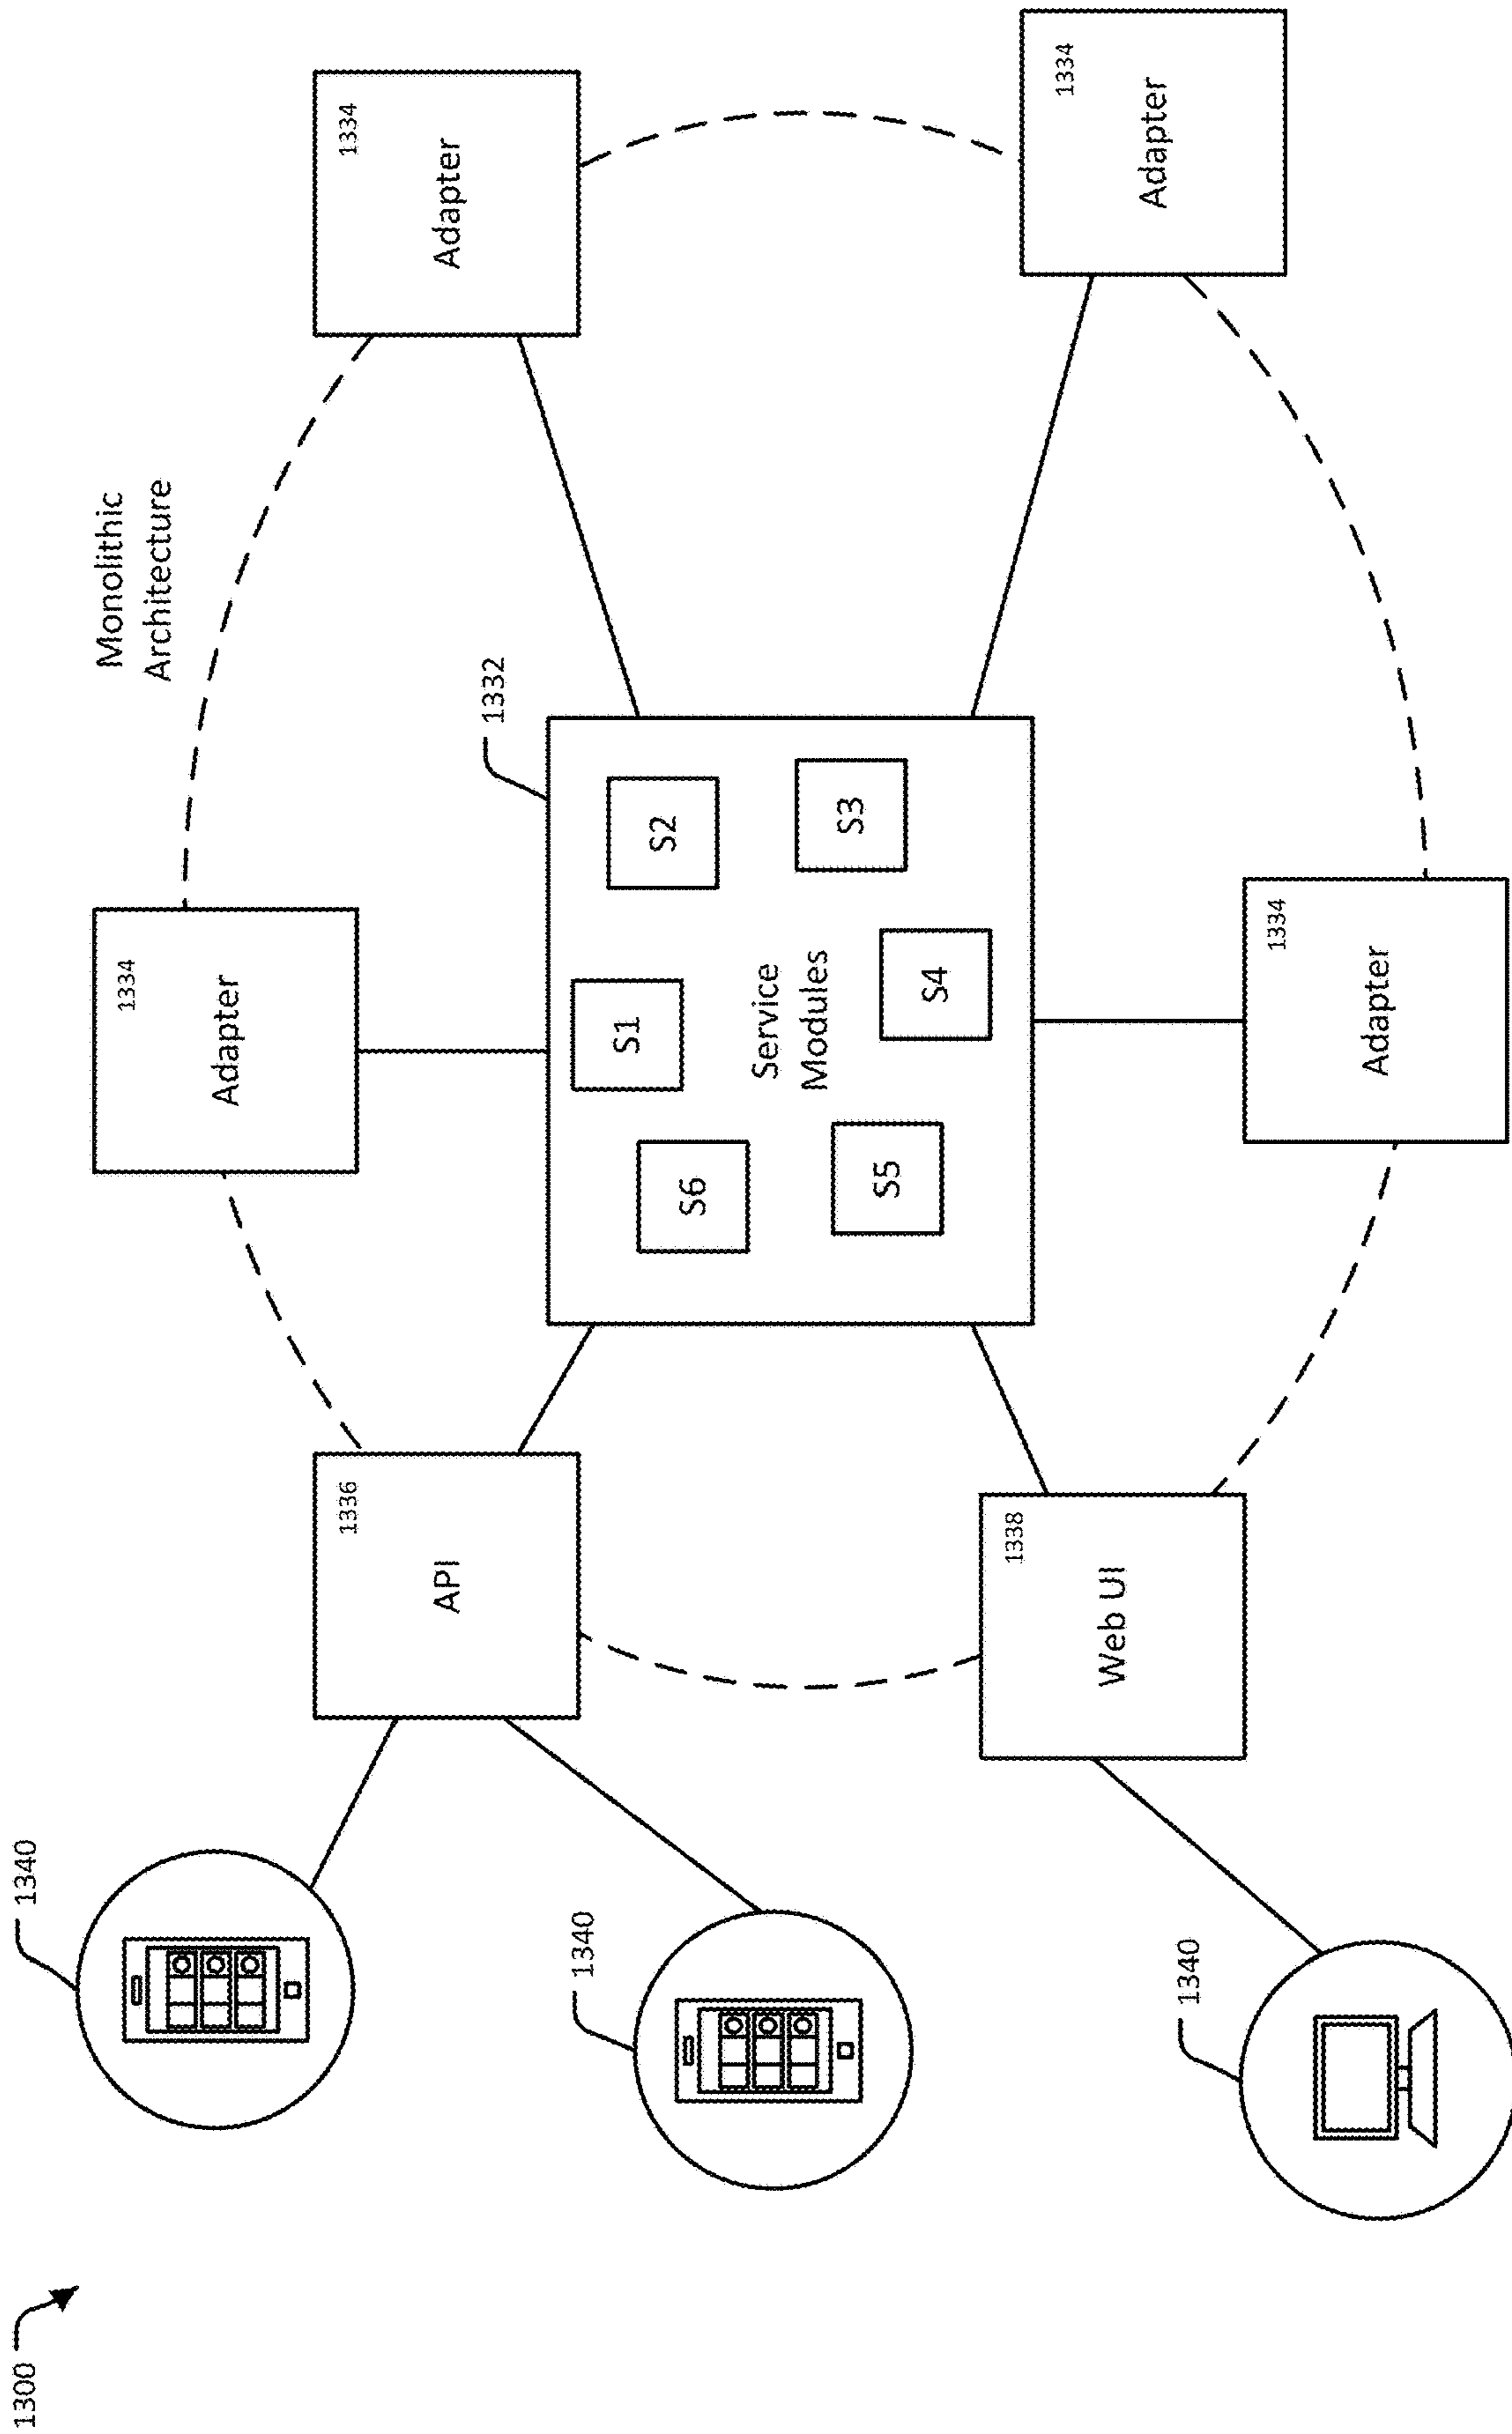 1300
1340
Monolithic
Architecture
1334
Adapter
1336
API
1334
Adapter
1332
1340
S1
S2
S6
Service
Modules
S3
S5
S4
1338
Web UI
1334
Adapter
1340
1334
Adapter